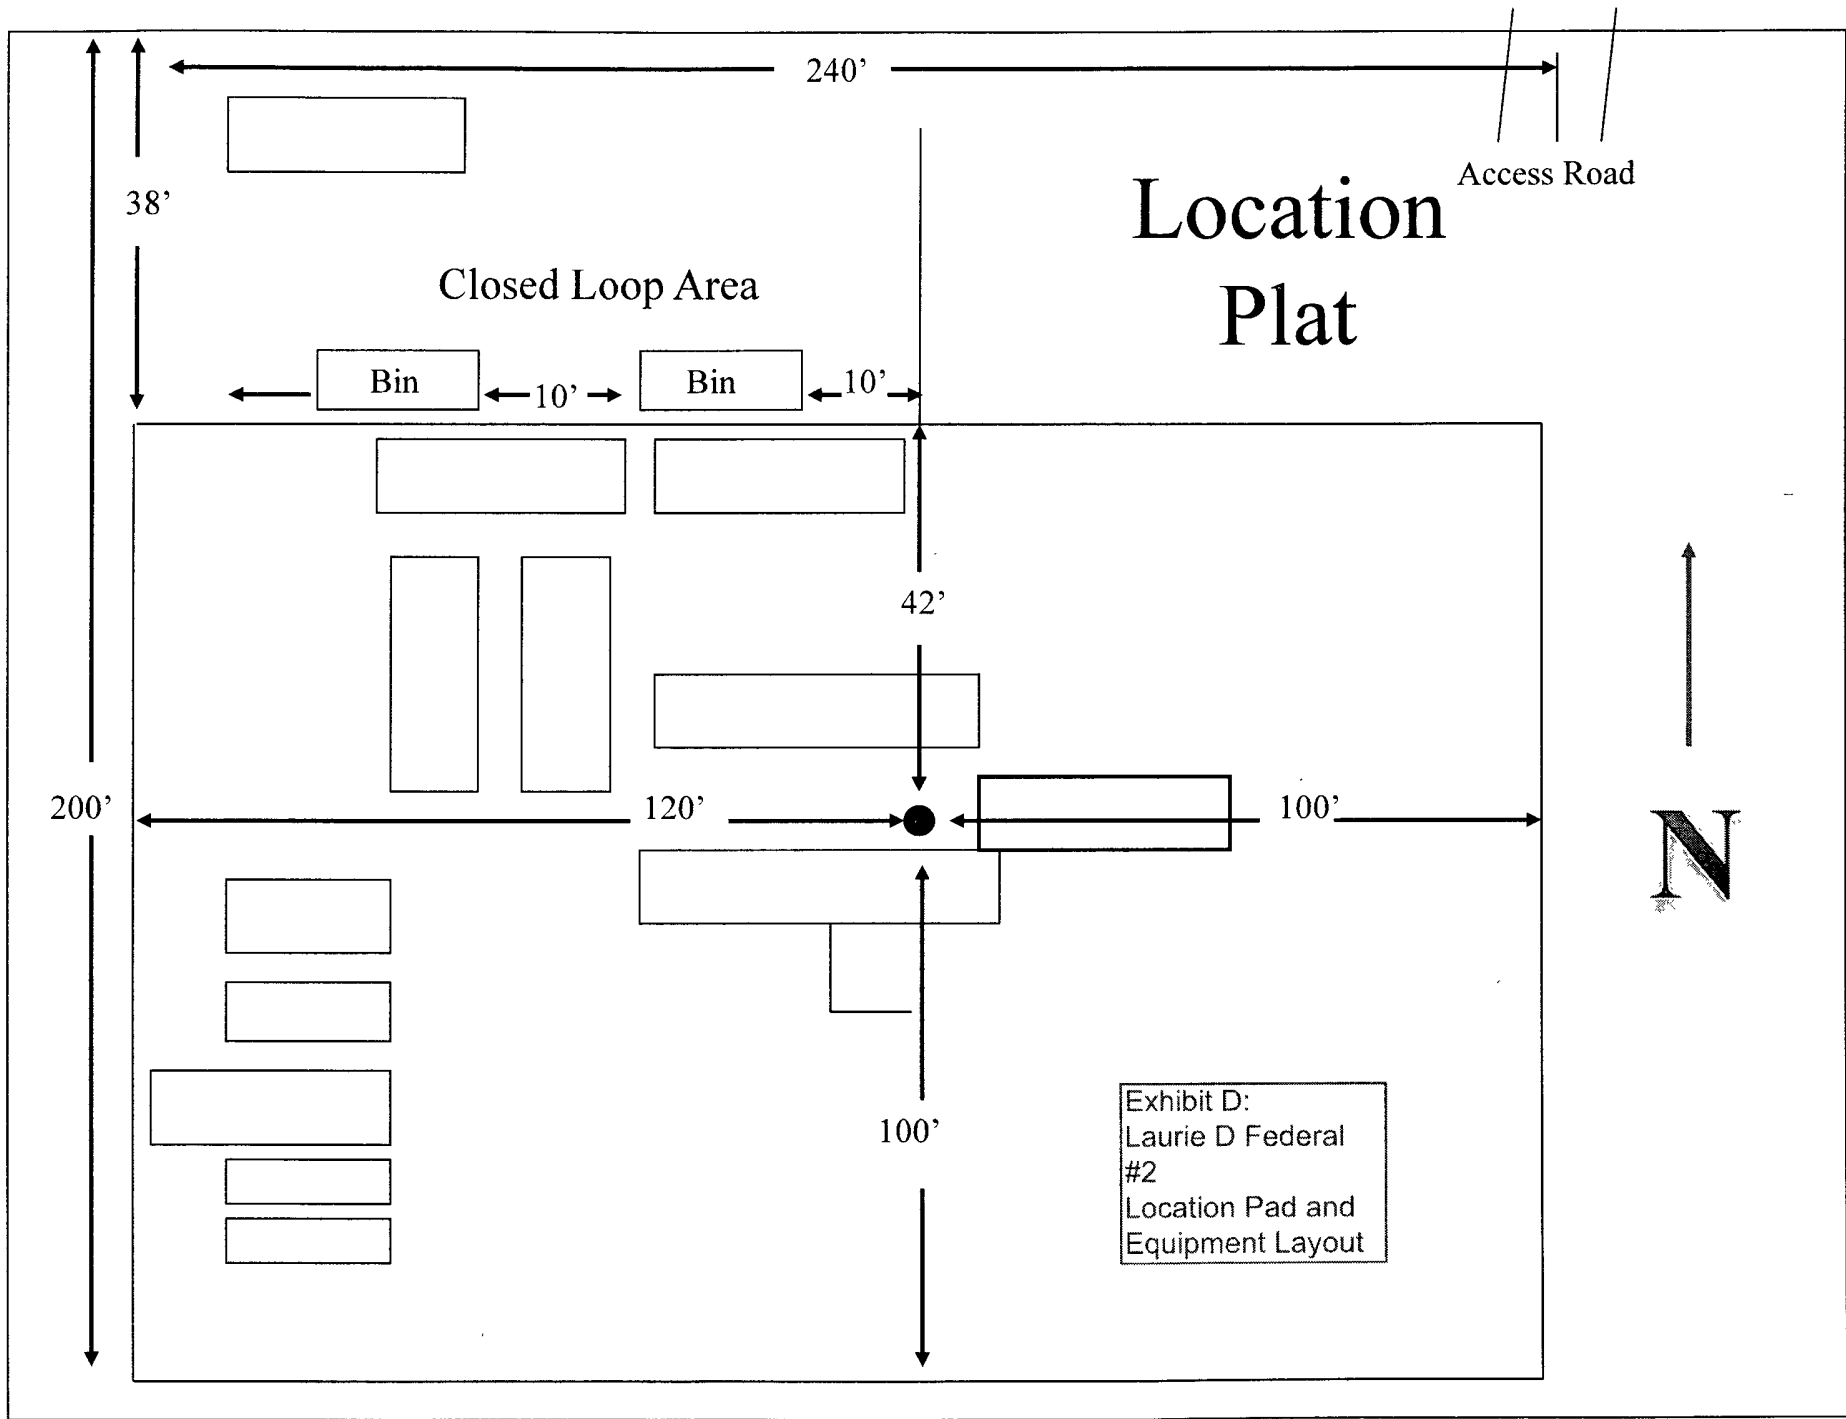 240’
Access Road
Location
Plat
38’
Closed Loop Area
Bin
10’
Bin
10’
42’
200’
120’
100’
N
100’
Exhibit D:
Laurie D Federal
#2
Location Pad and
Equipment Layout